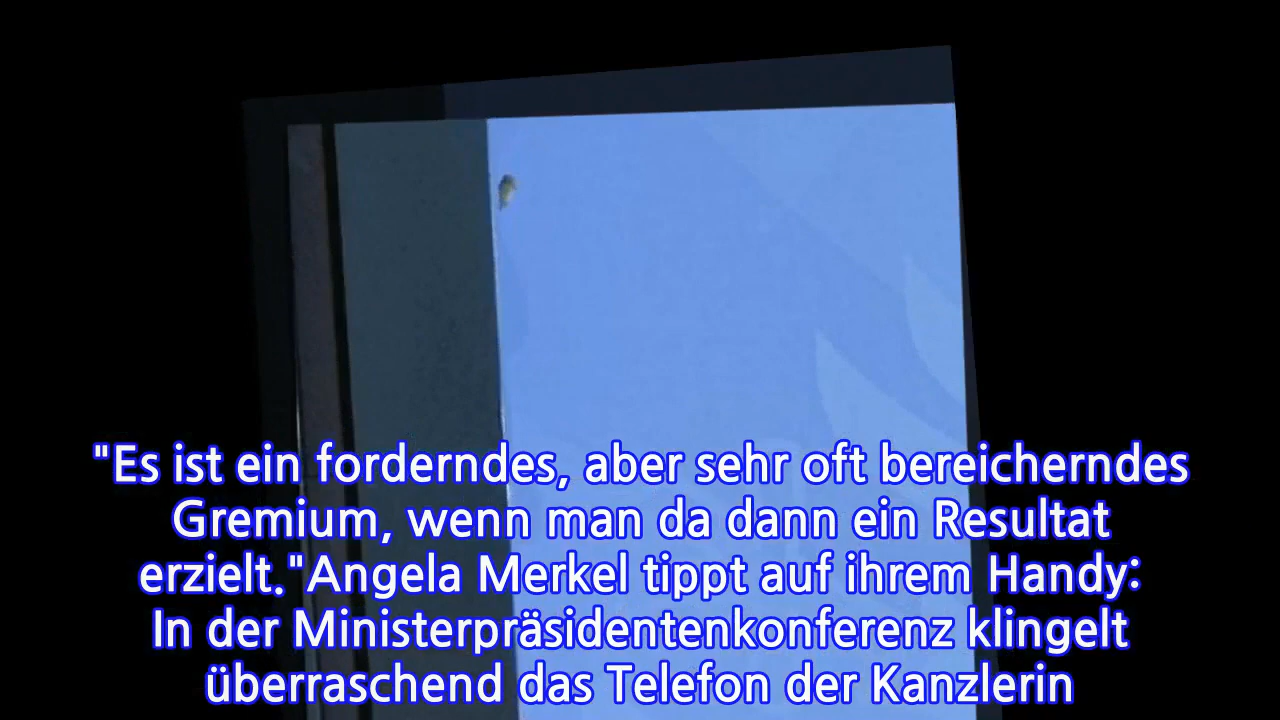 "Es ist ein forderndes, aber sehr oft bereicherndes
Gremium, wenn man da dann ein Resultat
erzielt."Angela Merkel tippt auf ihrem Handy:
In der Ministerpräsidentenkonferenz klingelt
überraschend das Telefon der Kanzlerin